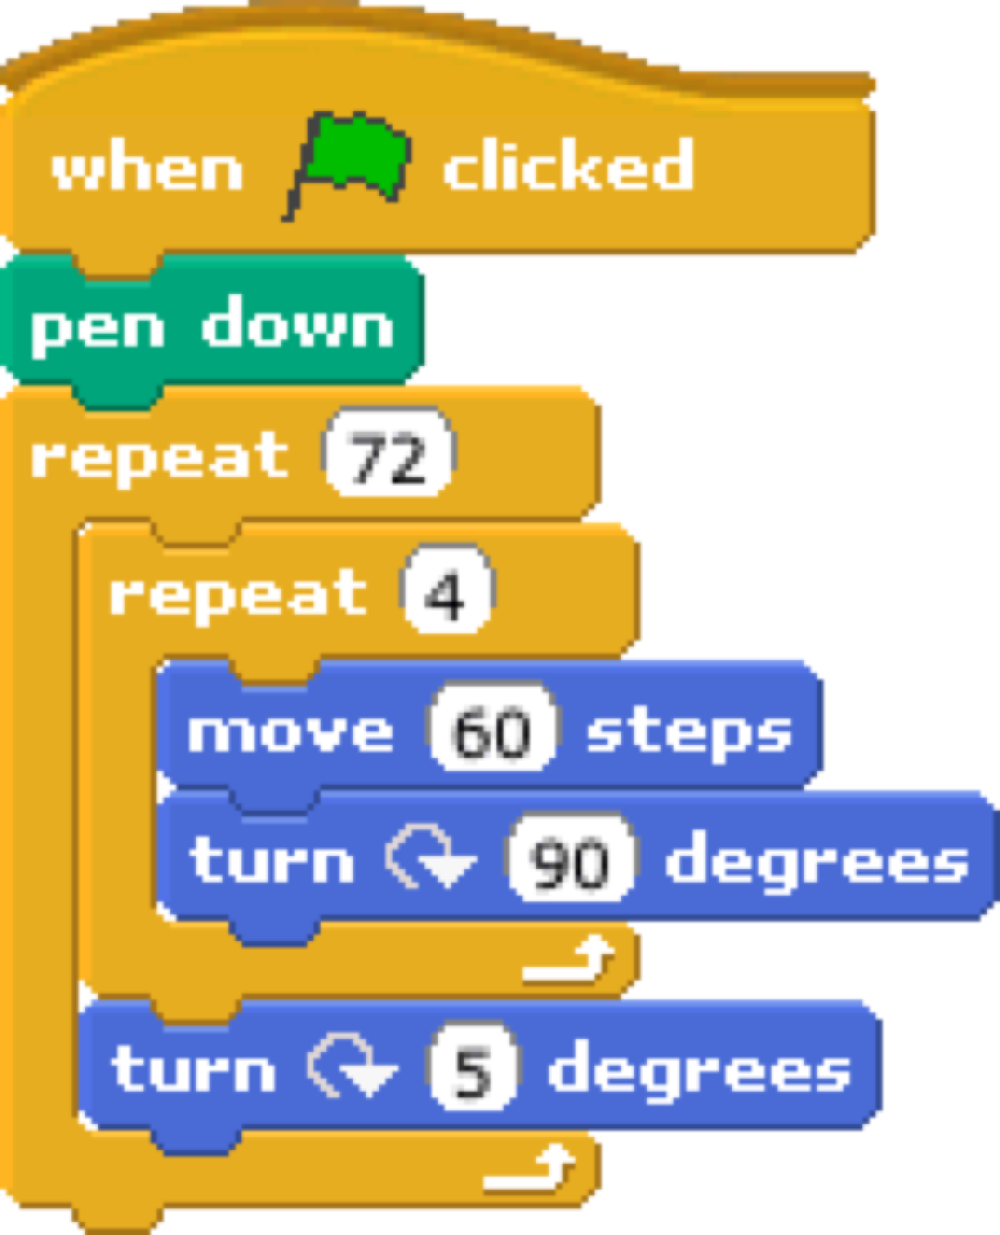 when clicked
pen down
repeat 72
repeat 4
move 60 steps
turn 90 degrees
turn 5 degrees